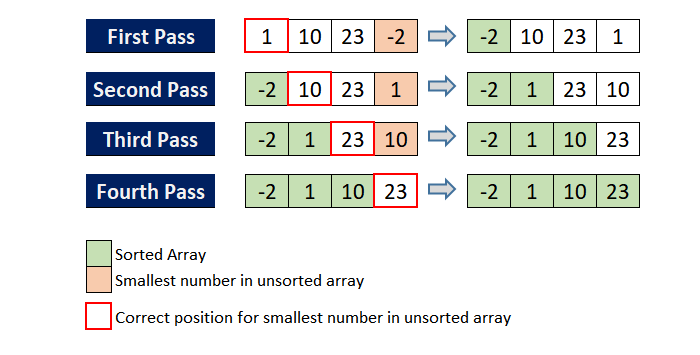 First Pass 1 10 23 -2 -2 10 23 1
Second Pass -2 10 23 1 -2 1 23 10
Third Pass -2 1 23 10 -2 1 10 23
Fourth Pass -2 1 10 23 -2 1 10 23
Sorted Array
Smallest number in unsorted array
Correct position for smallest number in unsorted array